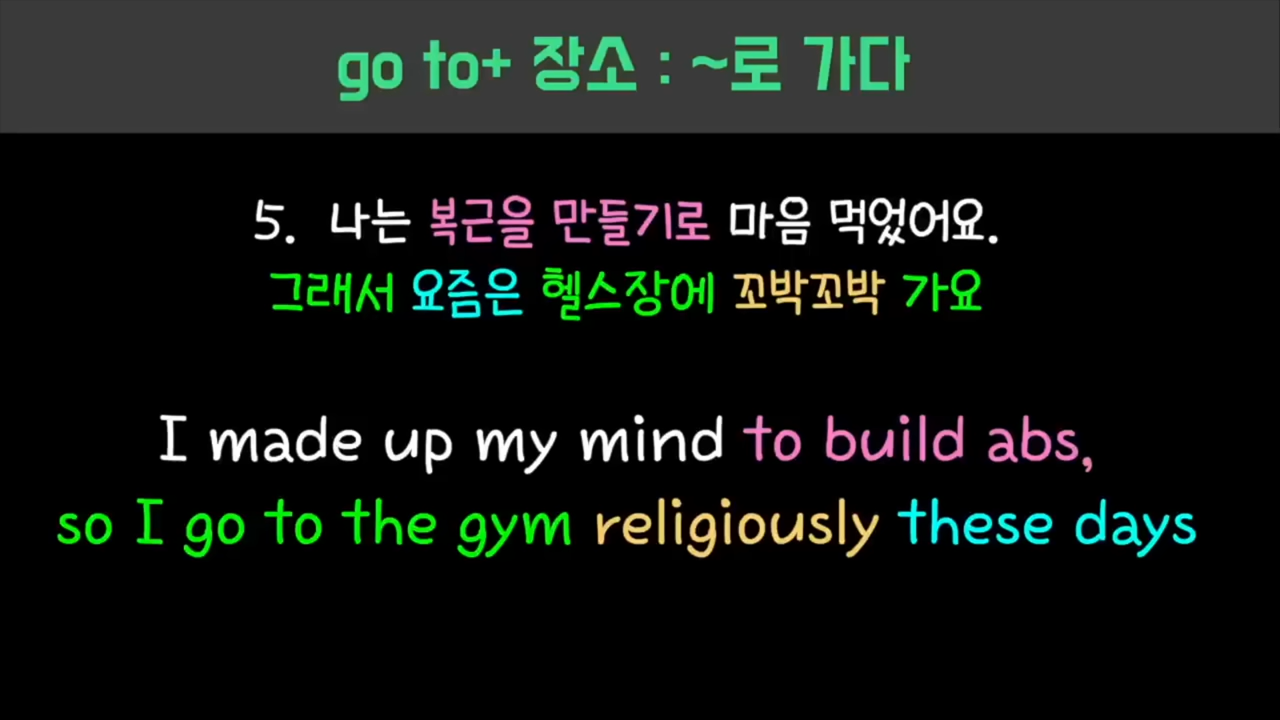 go to+ 장소 : ~로 가다
5. 나는 복근을 만들기로 마음 먹었어요.
그래서 요즘은 헬스장에 꼬박꼬박 가요
I made up my mind to build abs,
so I go to the gym religiously these days